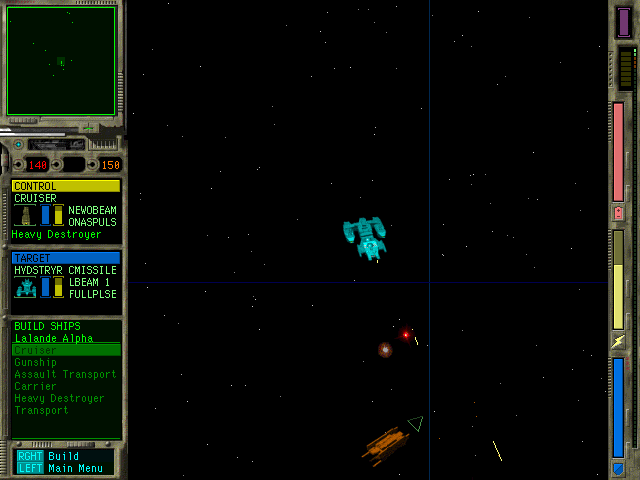 140 150
CONTROL
CRUISER
NEWOBEAM
ONASPULS
Heavy Destroyer
TARGET
HVDSTRYR CMISSILE
LBEAM 1
FULLPLSE
BUILD SHIPS
Lalande Alpha
Cruiser
Gunship
Assault Transport
Carrier
Heavy Destroyer
Transport
RGHT Build
LEFT Main Menu